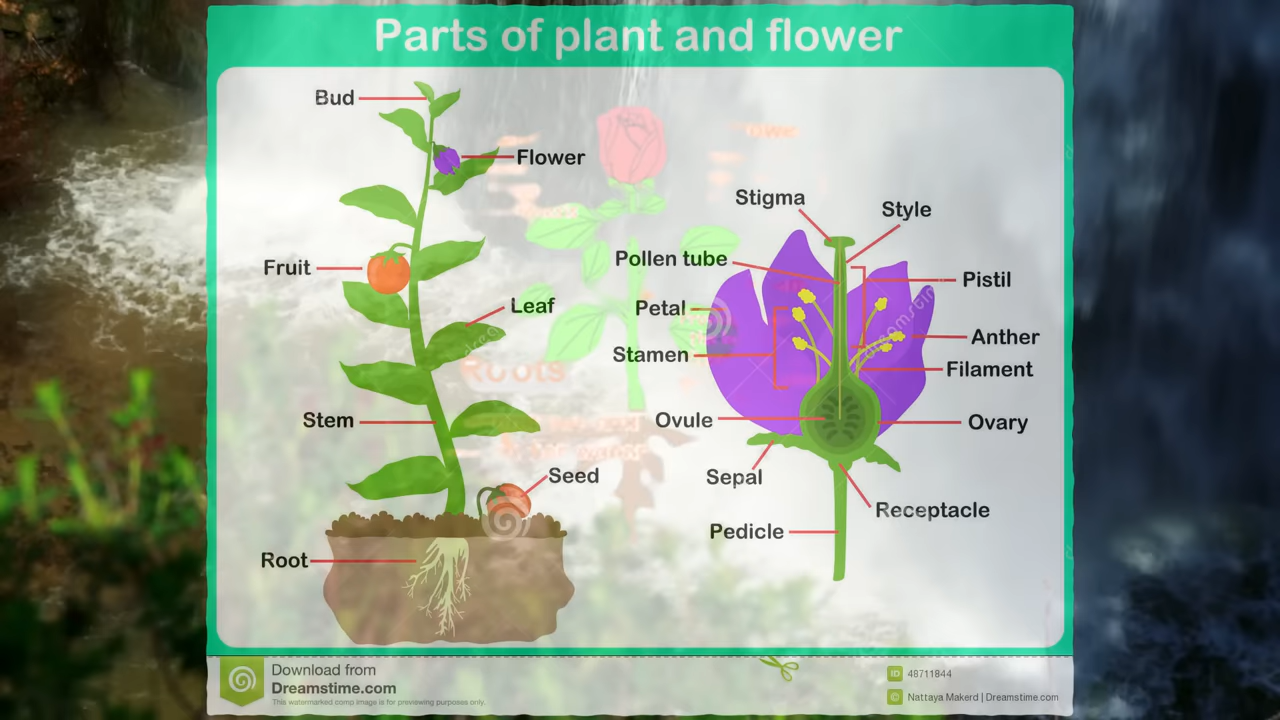 Parts of plant and flower
Bud
Flower
Fruit
Leaf
Stem
Seed
Root
Stigma
Style
Pollen tube
Pistil
Petal
Anther
Stamen
Filament
Ovule
Ovary
Sepal
Receptacle
Pedicle
Roots
Download from
Dreamstime.com
This watermarked comp image is for previewing purposes only.
ID 48711844
© Nattaya Makerd | Dreamstime.com